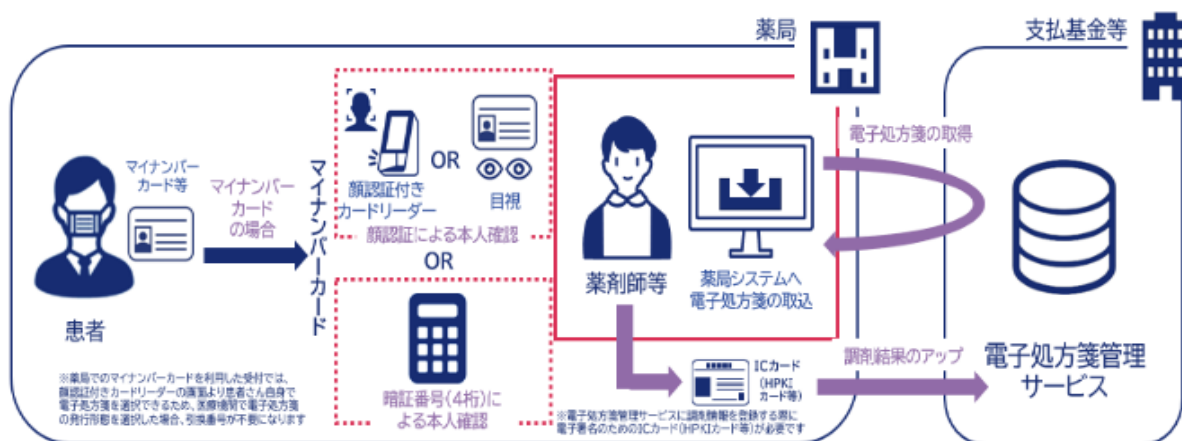 薬局
支払基金等
マイナンバー
カード等
マイナンバー
カード
の場合
マイナンバーカード
OR
顔認証付き
カードリーダー
目視
顔認証による本人確認
OR
暗証番号(4桁)に
よる本人確認
患者
※薬局でのマイナンバーカードを利用した受付では、
顔認証付きカードリーダーの画面より患者さん自身で
電子処方箋を選択できるため、医療機関で電子処方箋
の発行形態を選択した場合、引換番号が不要になります
薬剤師等
薬局システムへ
電子処方箋の取込
電子処方箋の取得
ICカード
(HPKI
カード等)
※電子処方箋管理サービスに調剤情報を登録する際に
電子署名のためのICカード(HPKIカード等)が必要です
調剤結果のアップ
電子処方箋管理
サービス